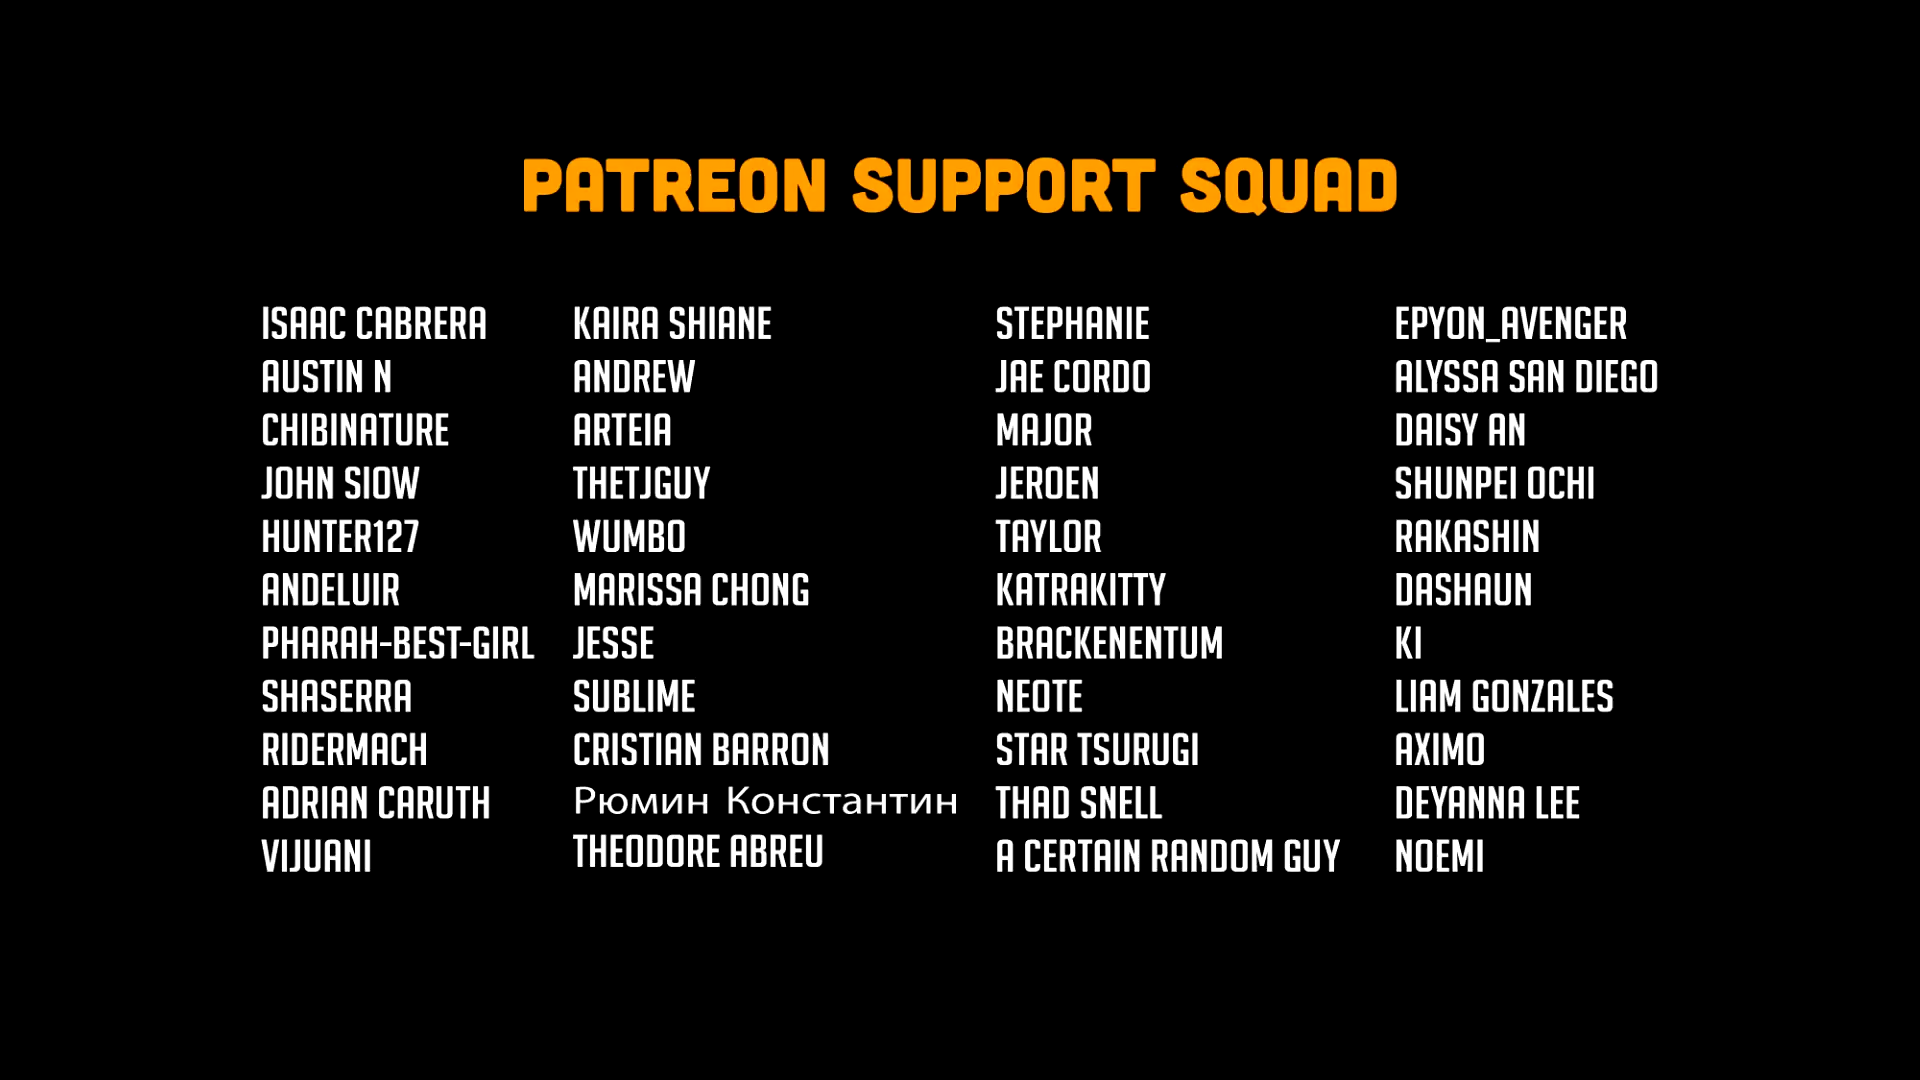 PATREON SUPPORT SQUAD
ISAAC CABRERA
AUSTIN N
CHIBINATURE
JOHN SIOW
HUNTER127
ANDELUIR
PHARAH-BEST-GIRL
SHASERRA
RIDERMACH
ADRIAN CARUTH
VIJUANI
KAIRA SHIANE
ANDREW
ARTEIA
THETJGUY
WUMBO
MARISSA CHONG
JESSE
SUBLIME
CRISTIAN BARRON
Рюмин Константин
THEODORE ABREU
STEPHANIE
JAE CORDO
MAJOR
JEROEN
TAYLOR
KATRAKITTY
BRACKENENTUM
NEOTE
STAR TSURUGI
THAD SNELL
A CERTAIN RANDOM GUY
EPYON_AVENGER
ALYSSA SAN DIEGO
DAISY AN
SHUNPEI OCHI
RAKASHIN
DASHAUN
KI
LIAM GONZALES
AXIMO
DEYANNA LEE
NOEMI